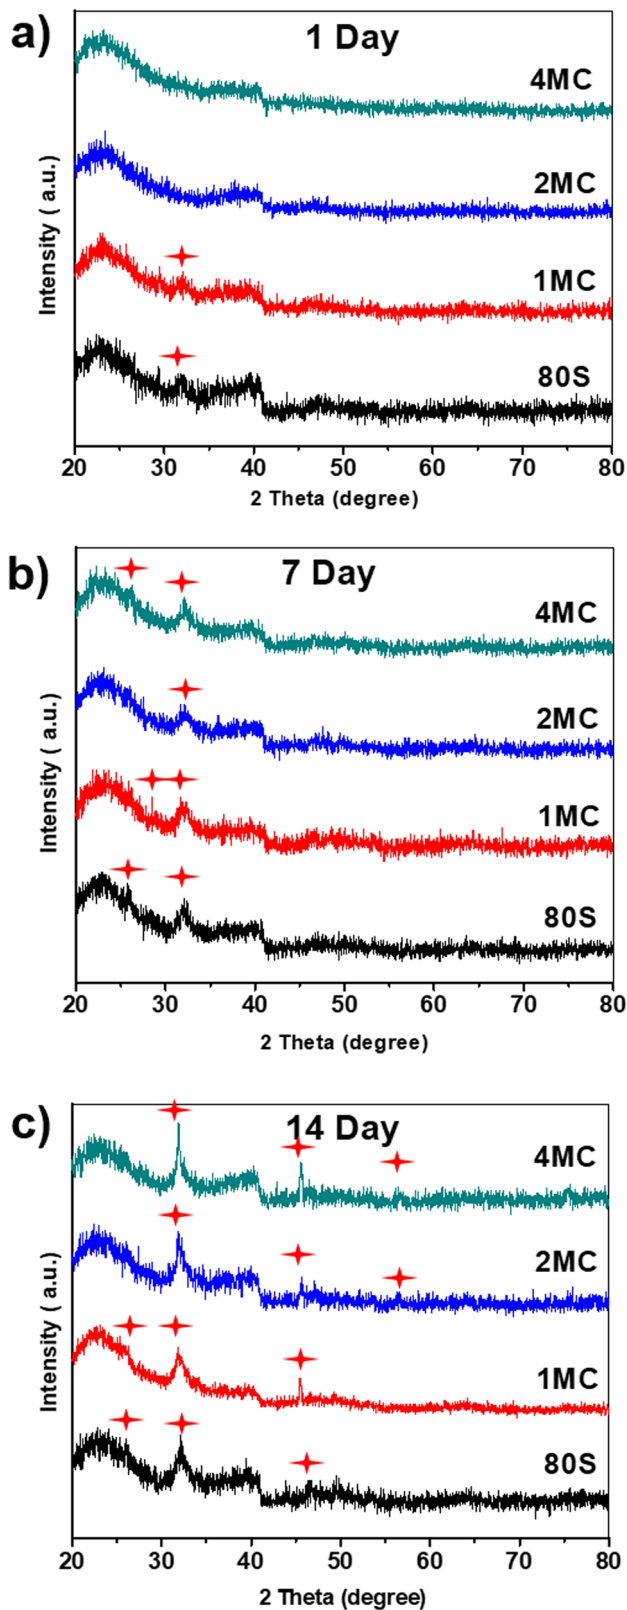 a) 1 Day
4MC
2MC
1MC
80S
Intensity ( a.u.)
20 30 40 50 60 70 80
2 Theta (degree)
b) 7 Day
4MC
2MC
1MC
80S
Intensity ( a.u.)
20 30 40 50 60 70 80
2 Theta (degree)
c) 14 Day
4MC
2MC
1MC
80S
Intensity ( a.u.)
20 30 40 50 60 70 80
2 Theta (degree)